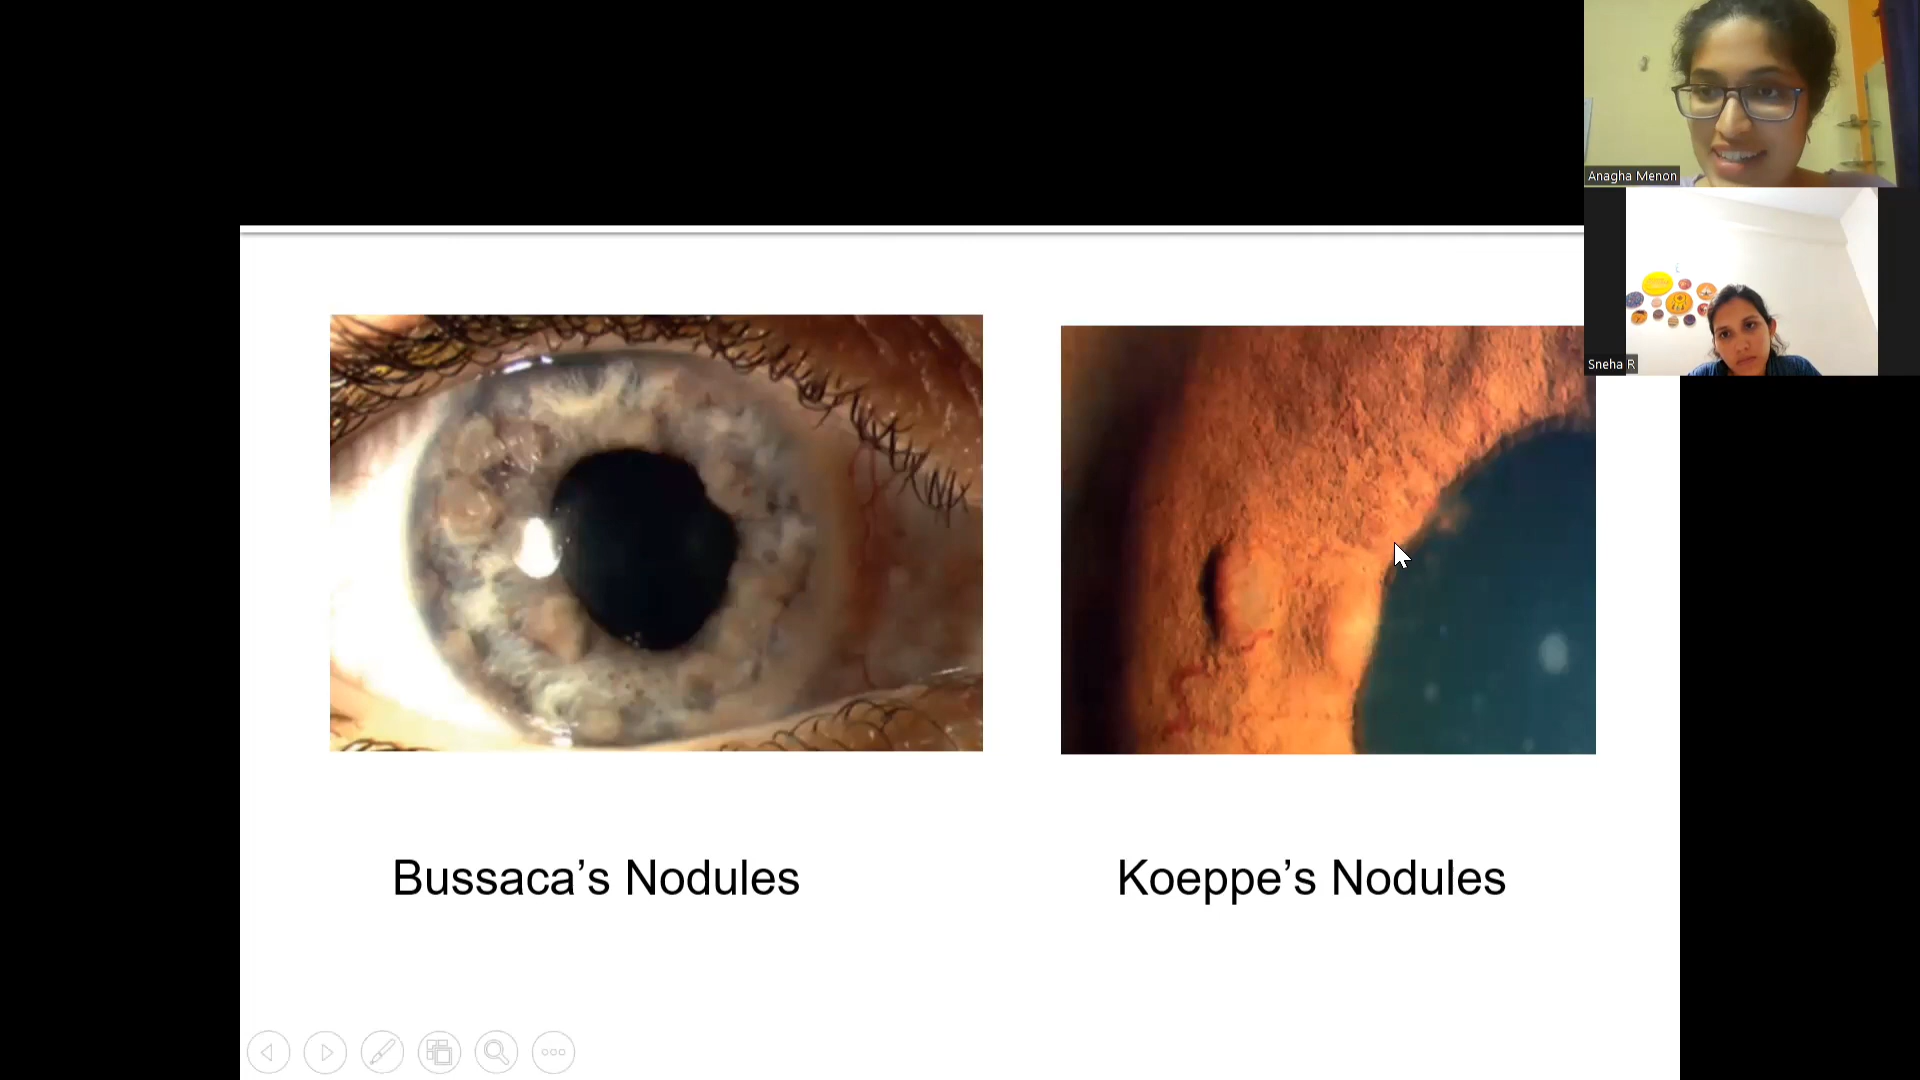 Anagha Menon
Sneha R
Bussaca’s Nodules
Koeppe’s Nodules